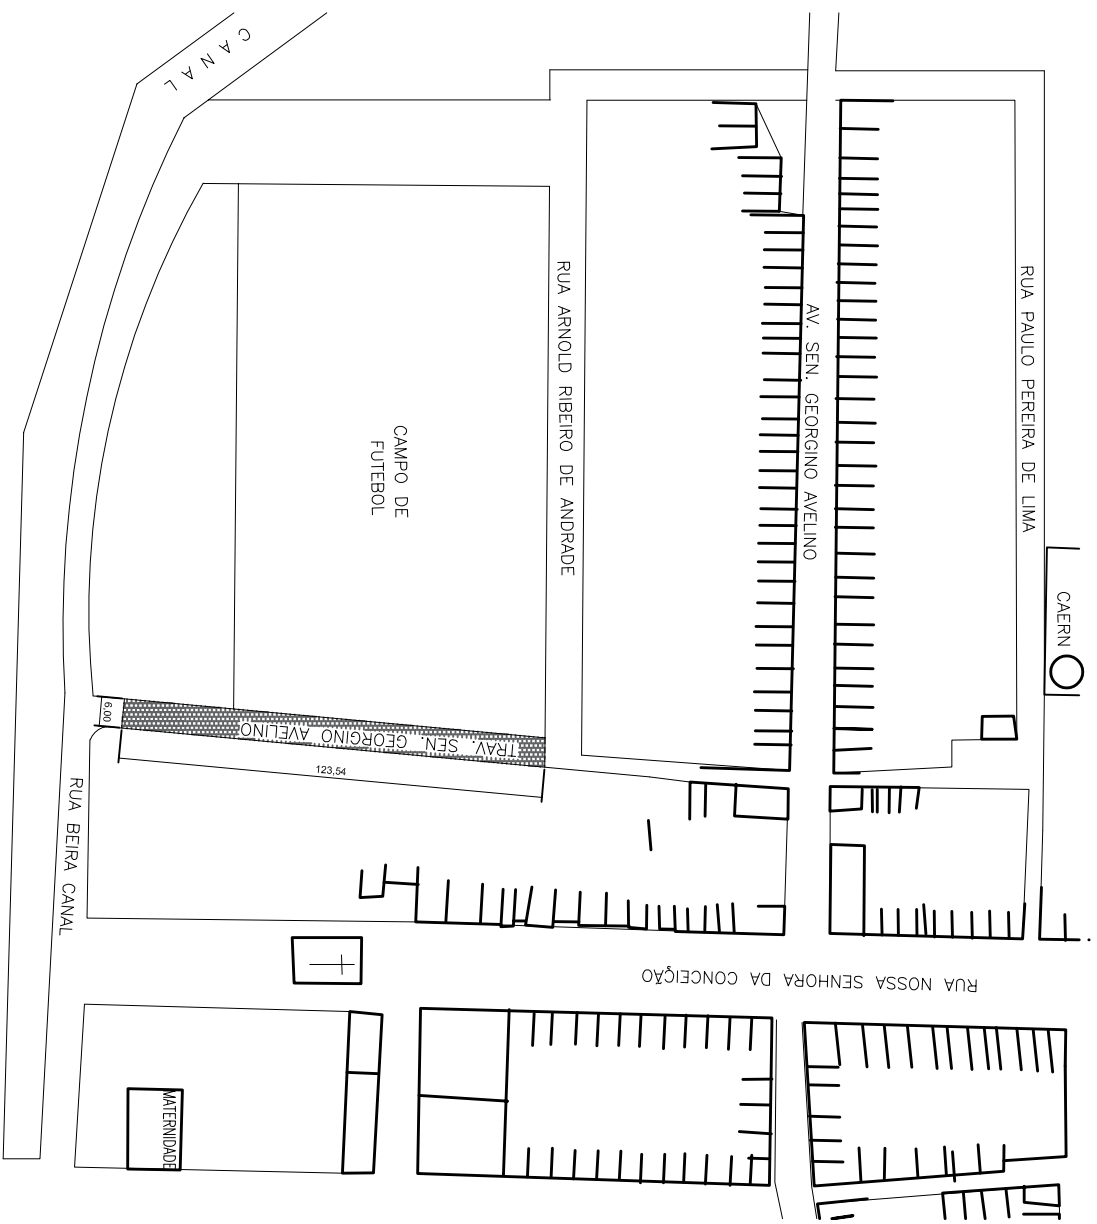 CANAL
RUA ARNOLD RIBEIRO DE ANDRADE
AV. SEN. GEORGINO AVELINO
RUA PAULO PEREIRA DE LIMA
CAMPO DE
FUTEBOL
CAERN
6,00
TRAV. SEN. GEORGINO AVELINO
123,54
RUA BEIRA CANAL
RUA NOSSA SENHORA DA CONCEIÇÃO
MATERNIDADE